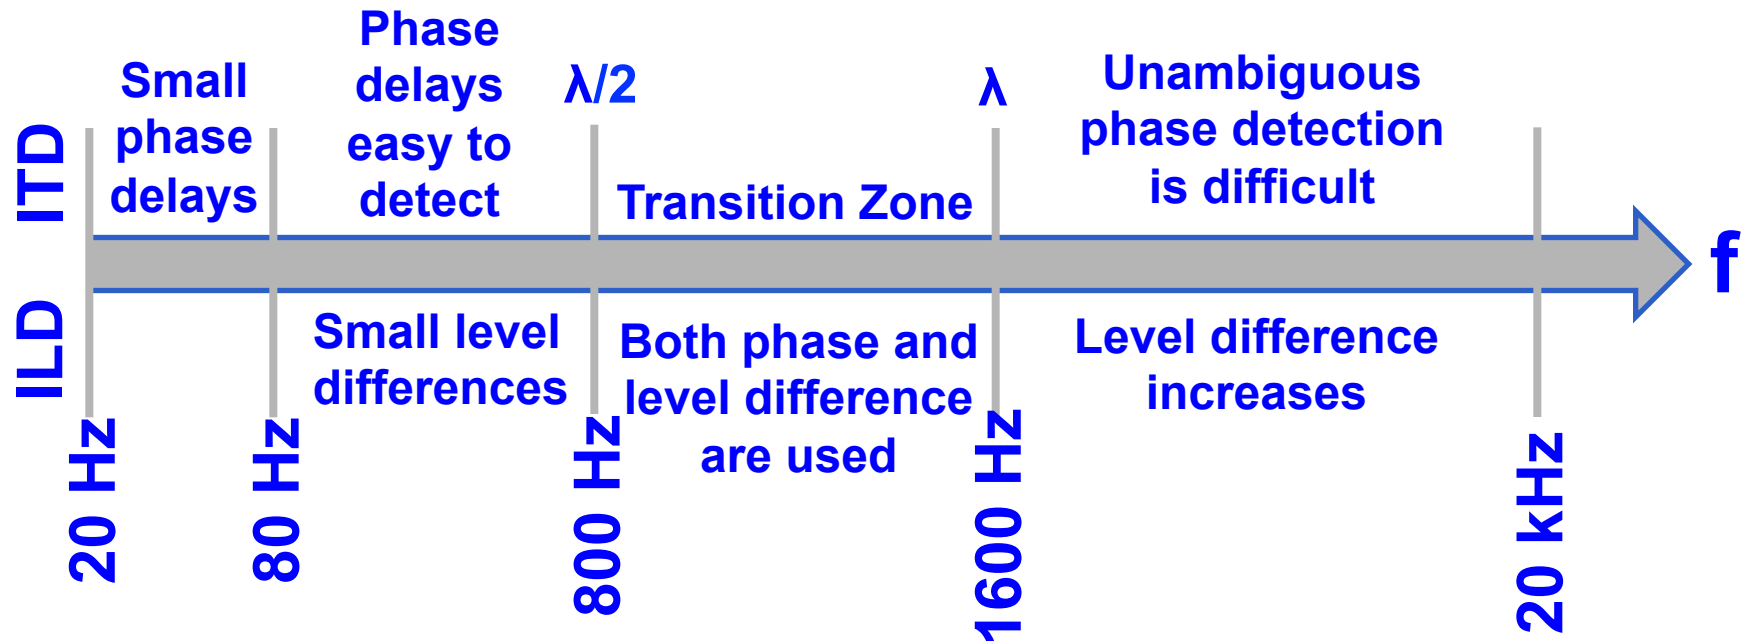 ITD
Small
phase
delays
Phase
delays
easy to
detect
λ/2
Transition Zone
λ
Unambiguous
phase detection
is difficult
f
ILD
Small level
differences
Both phase and
level difference
are used
Level difference
increases
20 Hz
80 Hz
800 Hz
1600 Hz
20 kHz